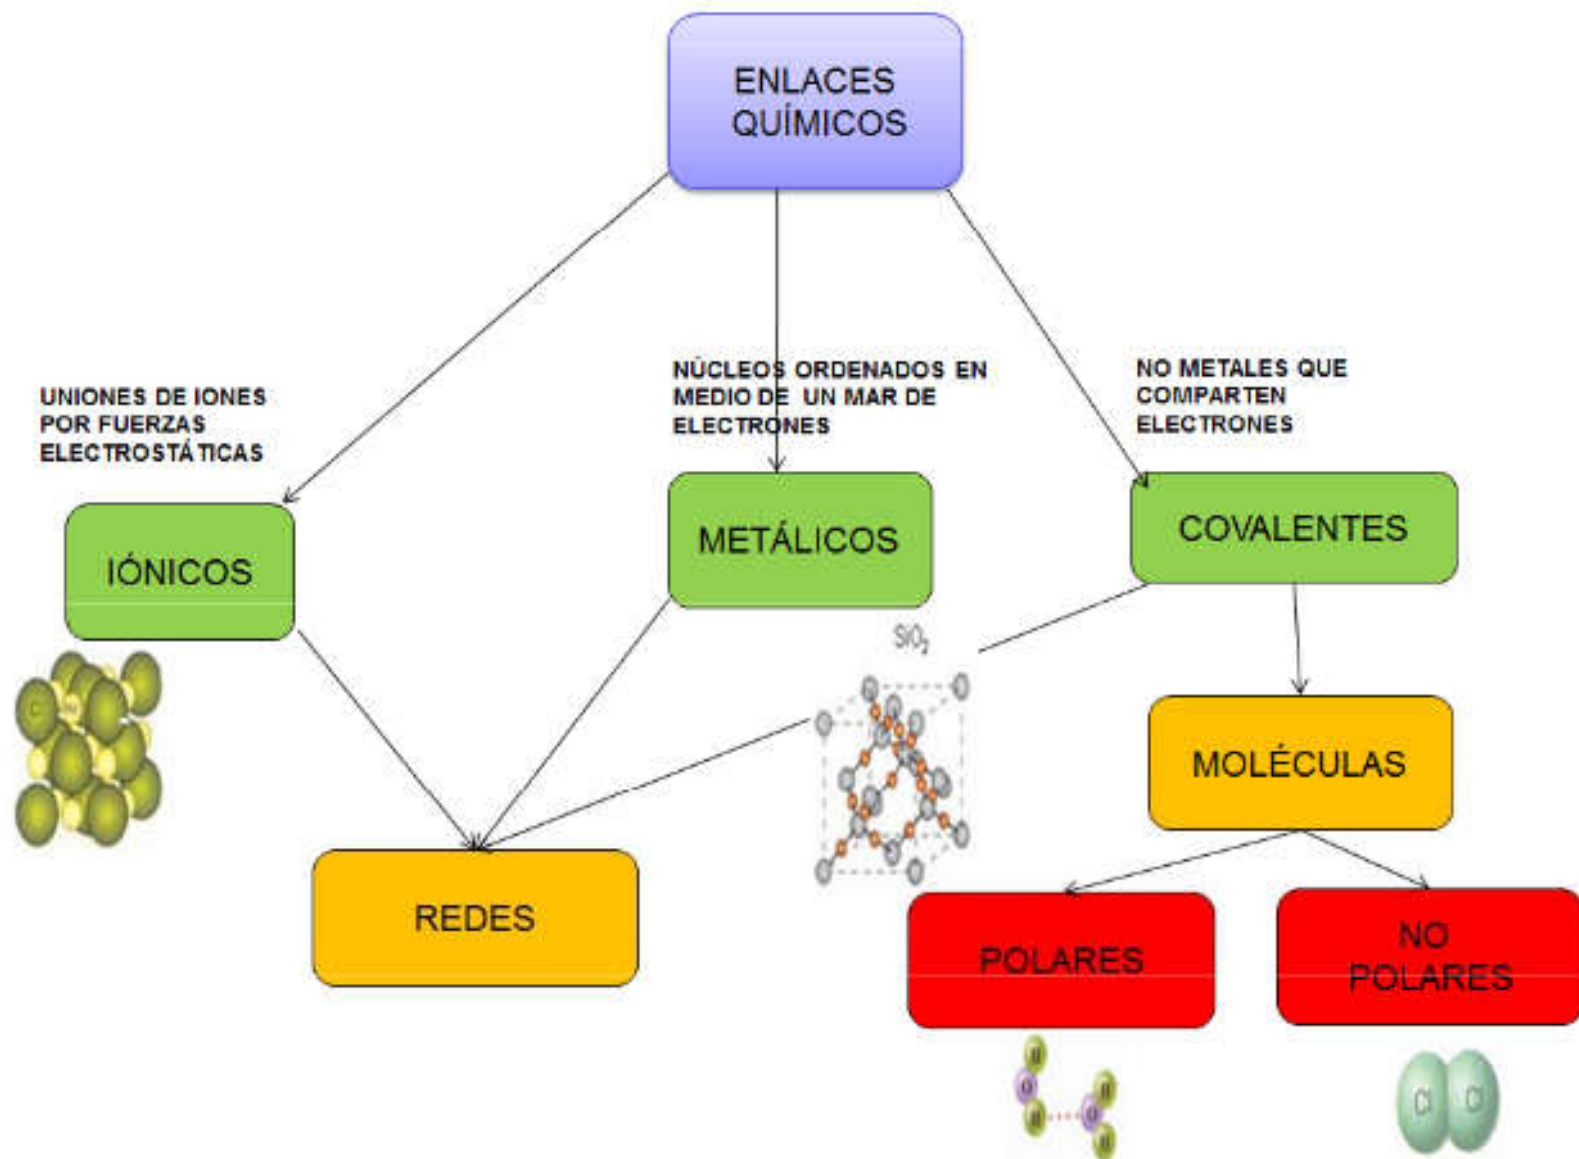 ENLACES
QUÍMICOS
UNIONES DE IONES
POR FUERZAS
ELECTROSTÁTICAS
NÚCLEOS ORDENADOS EN
MEDIO DE UN MAR DE
ELECTRONES
NO METALES QUE
COMPARTEN
ELECTRONES
IÓNICOS
METÁLICOS
COVALENTES
SiO₂
MOLÉCULAS
REDES
POLARES
NO
POLARES
H
O
H
H
O
H
Cl
Cl